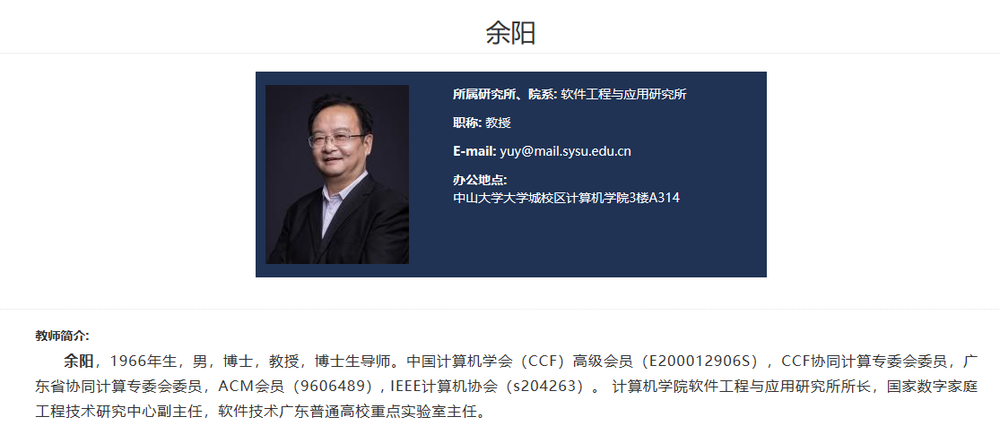 余阳
所属研究所、院系: 软件工程与应用研究所
职称: 教授
E-mail: yuy@mail.sysu.edu.cn
办公地点:
中山大学大学城校区计算机学院3楼A314
教师简介:
余阳，1966年生，男，博士，教授，博士生导师。中国计算机学会（CCF）高级会员（E200012906S），CCF协同计算专委会委员，广
东省协同计算专委会委员，ACM会员（9606489）, IEEE计算机协会（s204263）。 计算机学院软件工程与应用研究所所长，国家数字家庭
工程技术研究中心副主任，软件技术广东普通高校重点实验室主任。